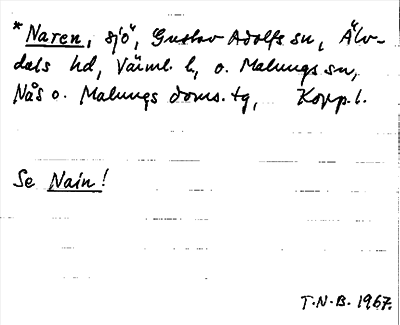 * Naren, sjö, Gustav Adolfs sn, Älv-
dals hd, Värml. l., o. Malungs sn,
Nås o. Malungs doms. tg, Kopp. l.
Se Nain!
T.N.B. 1967.